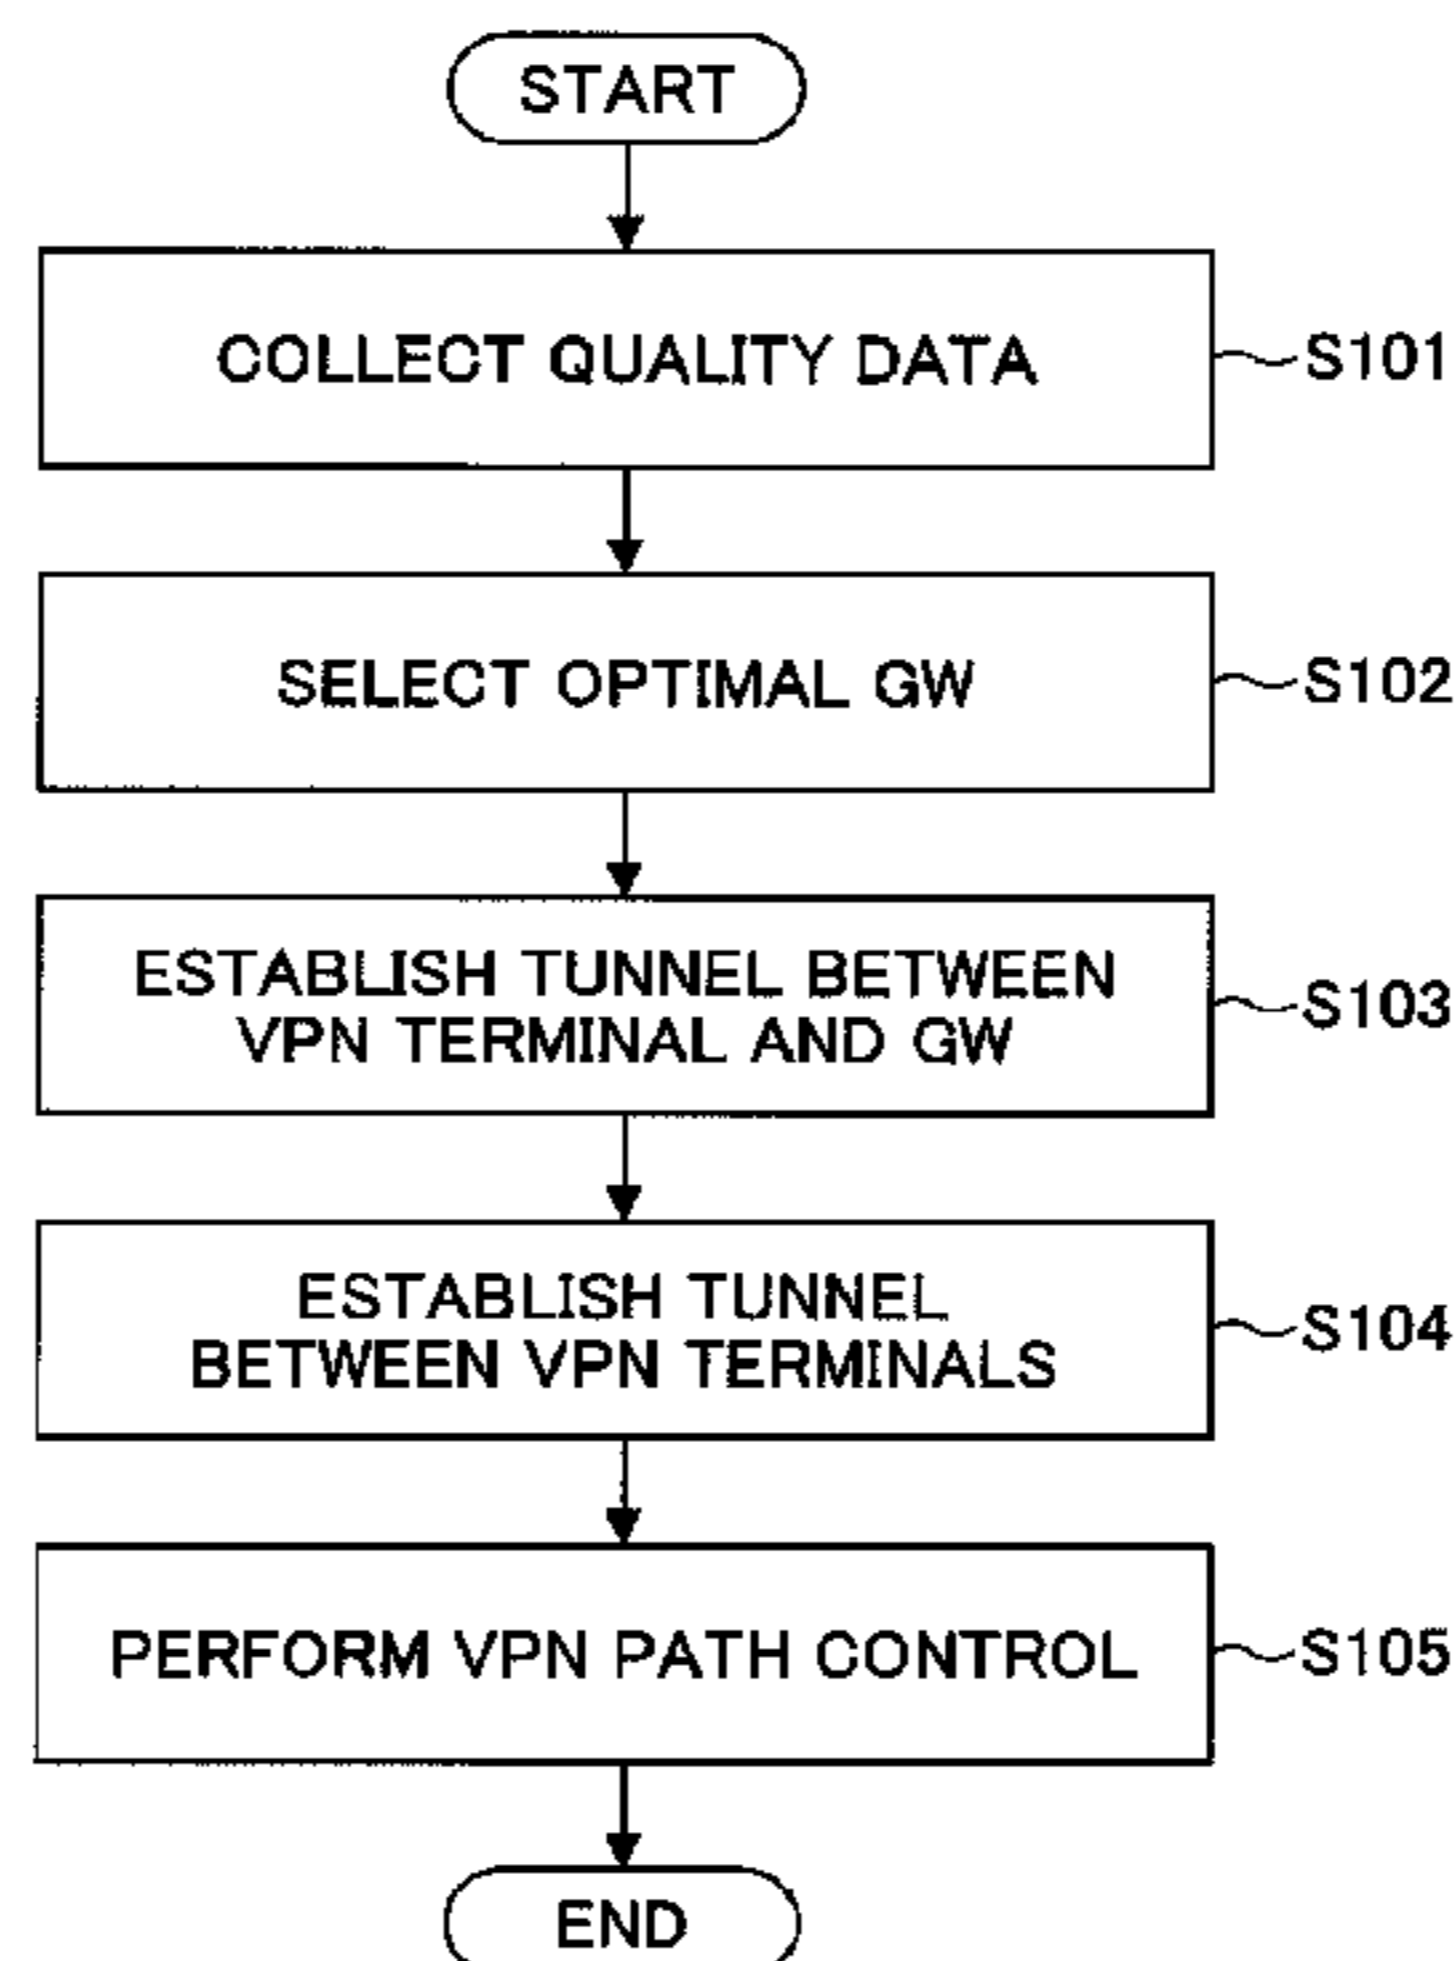 START
COLLECT QUALITY DATA
S101
SELECT OPTIMAL GW
S102
ESTABLISH TUNNEL BETWEEN
VPN TERMINAL AND GW
S103
ESTABLISH TUNNEL
BETWEEN VPN TERMINALS
S104
PERFORM VPN PATH CONTROL
S105
END